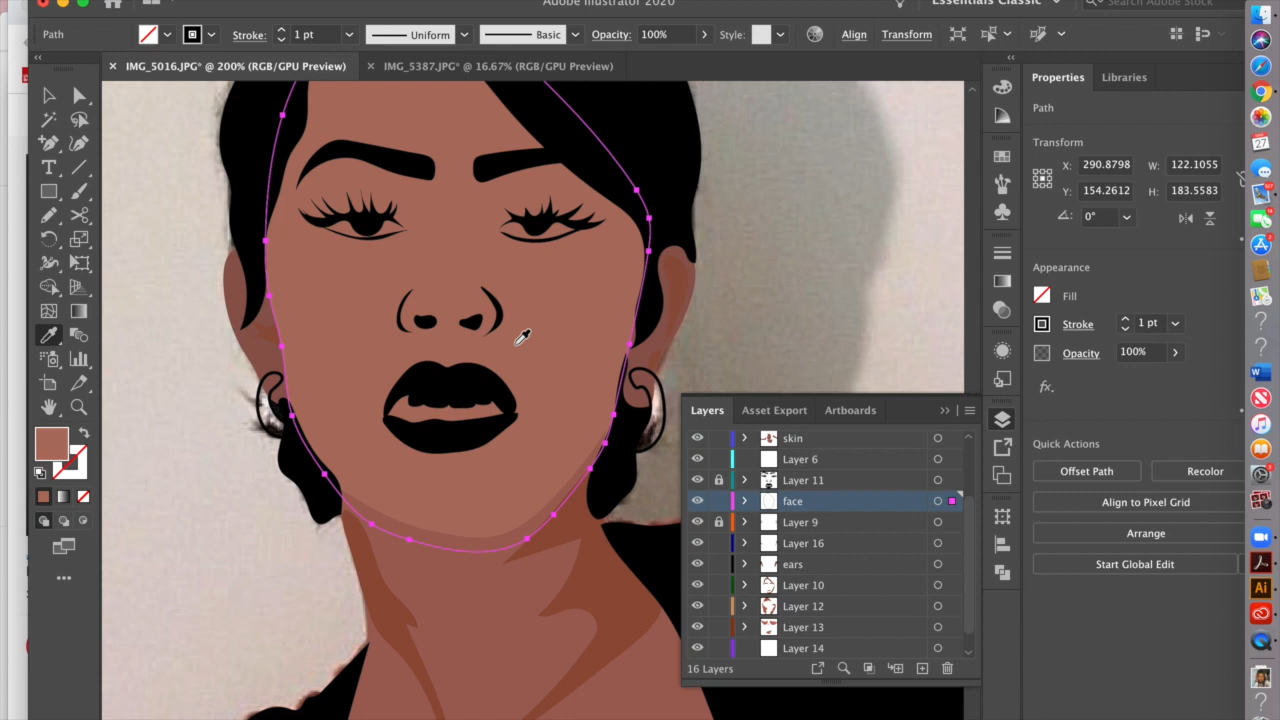 Adobe Illustrator 2020
Essentials Classic
Search Adobe Stock
Path
Stroke:
1 pt
Uniform
Basic
Opacity:
100%
Style:
Align
Transform
× IMG_5016.JPG* @ 200% (RGB/GPU Preview)
× IMG_5387.JPG* @ 16.67% (RGB/GPU Preview)
Properties
Libraries
Path
Transform
X: 290.8798
W: 122.1055
Y: 154.2612
H: 183.5583
0°
Appearance
Fill
Stroke
1 pt
Opacity
100%
fx.
Quick Actions
Offset Path
Recolor
Align to Pixel Grid
Arrange
Start Global Edit
Layers
Asset Export
Artboards
skin
Layer 6
Layer 11
face
Layer 9
Layer 16
ears
Layer 10
Layer 12
Layer 13
Layer 14
16 Layers
27
Ai